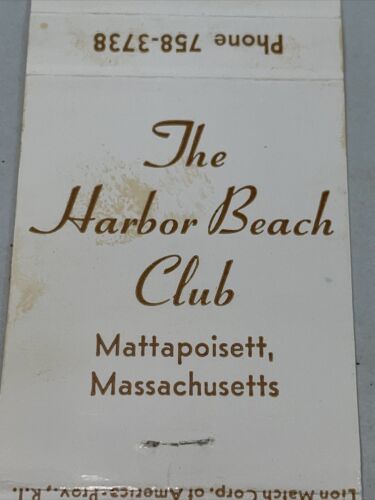 Phone 758-3738
The
Harbor Beach
Club
Mattapoisett,
Massachusetts
Lion Match Corp. of America-Prov., R.I.